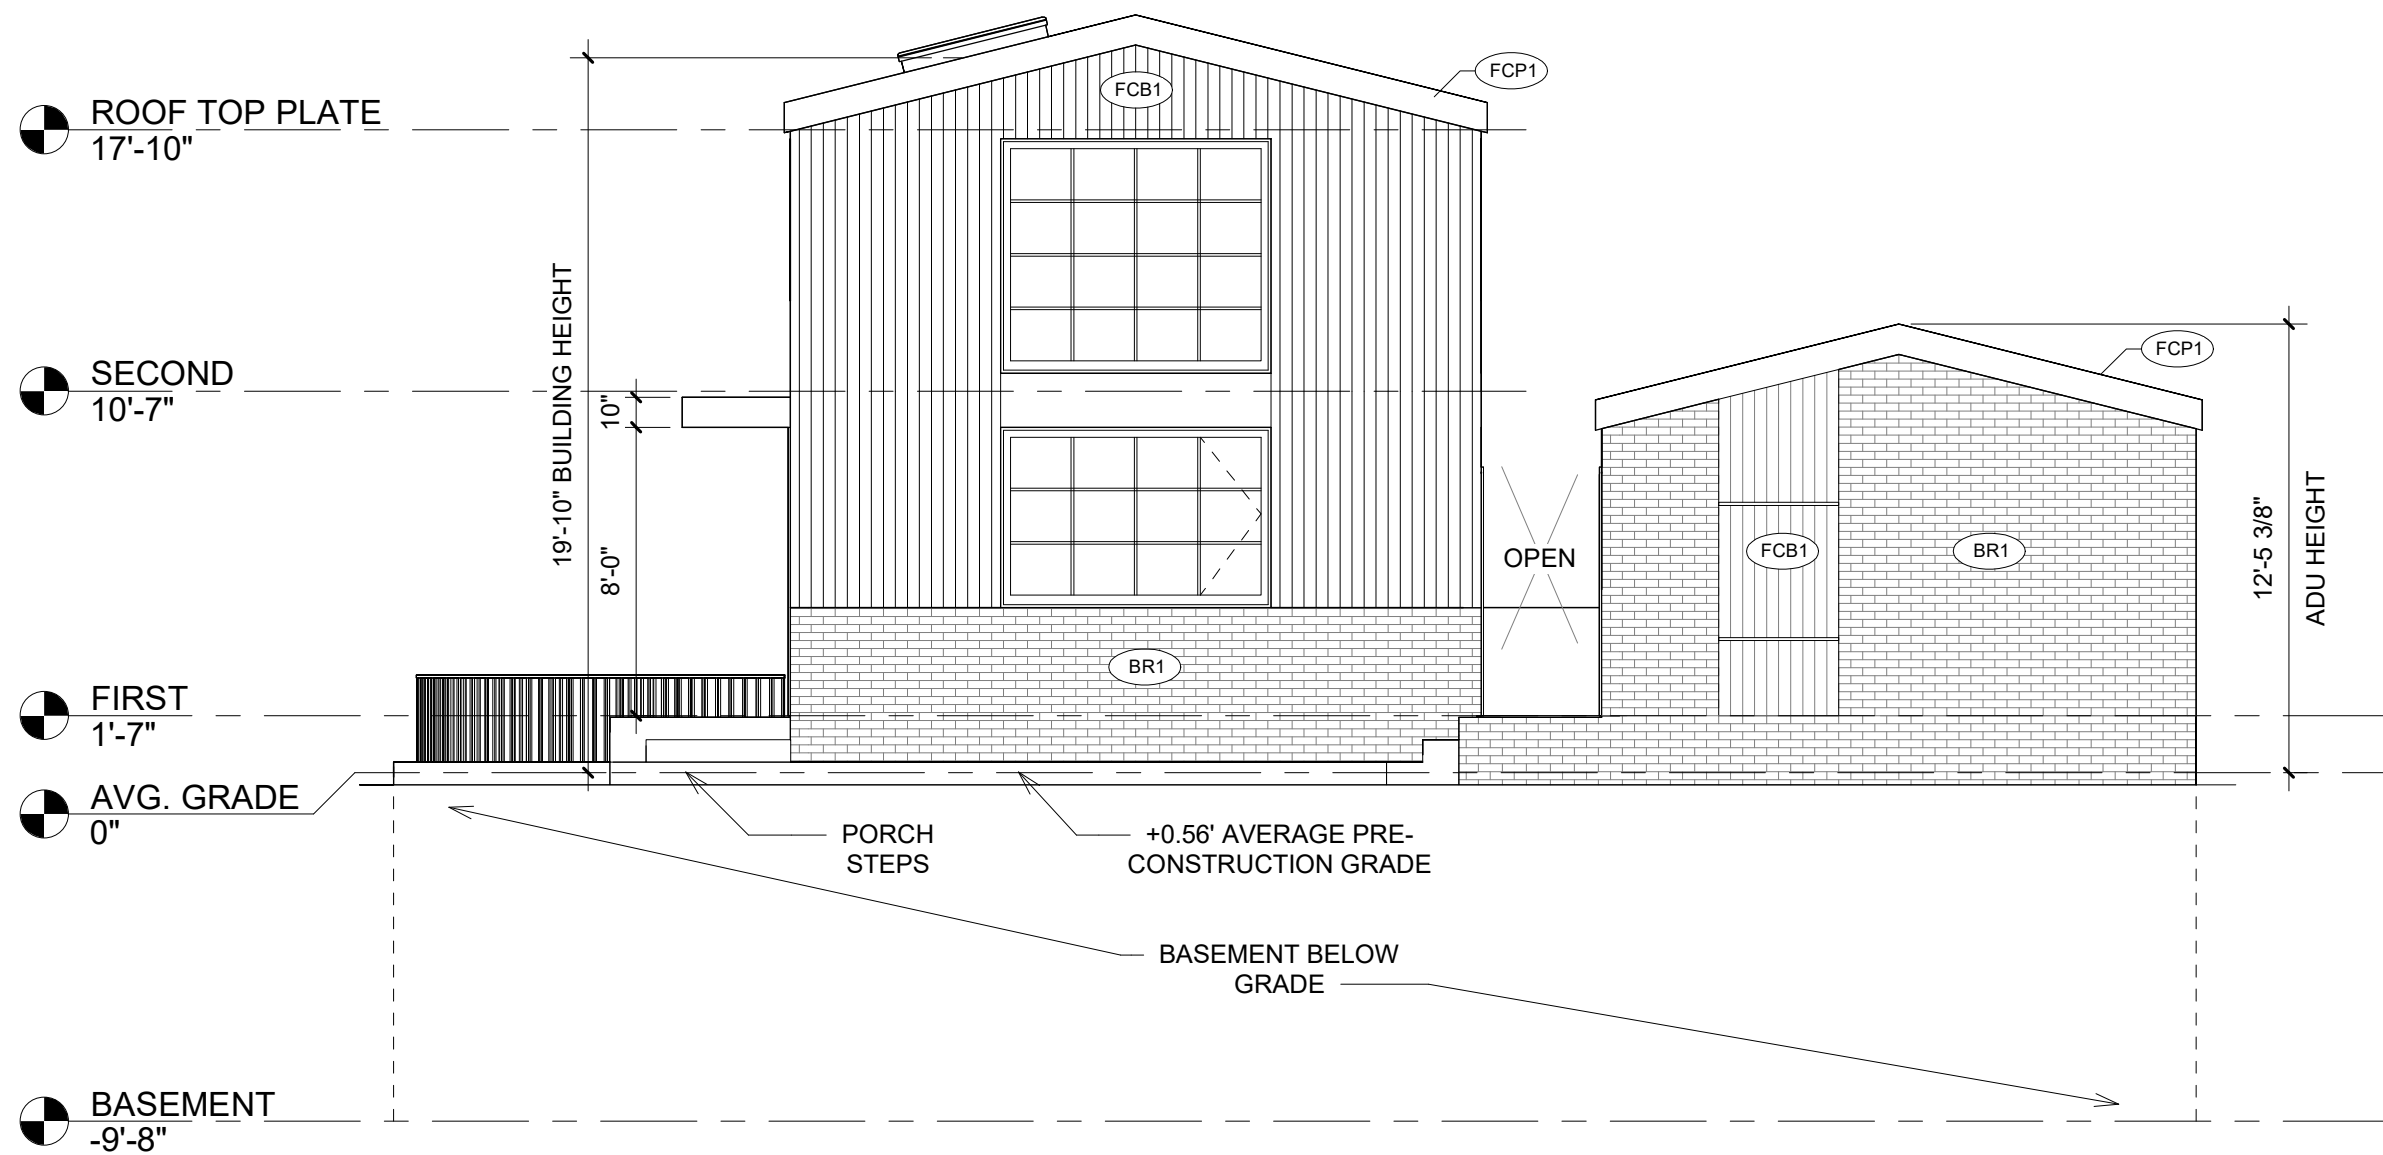 FCP1
FCB1
ROOF TOP PLATE
17'-10"
19'-10" BUILDING HEIGHT
FCP1
SECOND
10'-7"
10"
8'-0"
OPEN
FCB1
BR1
12'-5 3/8"
ADU HEIGHT
BR1
FIRST
1'-7"
AVG. GRADE
0"
PORCH
STEPS
+0.56' AVERAGE PRE-
CONSTRUCTION GRADE
BASEMENT BELOW
GRADE
BASEMENT
-9'-8"